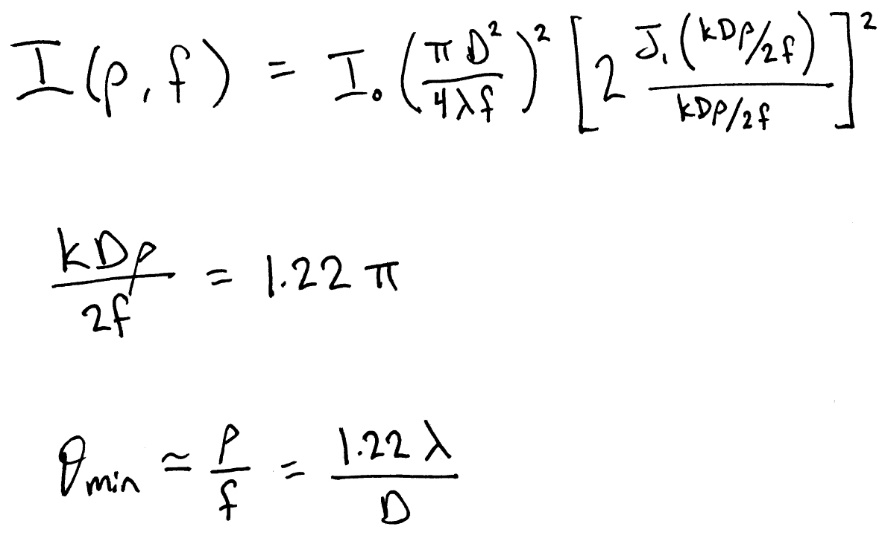 I(ρ,f) = I₀ (πD²/4λf)² [2 J₁(kDρ/2f) / kDρ/2f]²
kDρ/2f = 1.22 π
θmin ≃ ρ/f = 1.22 λ/D